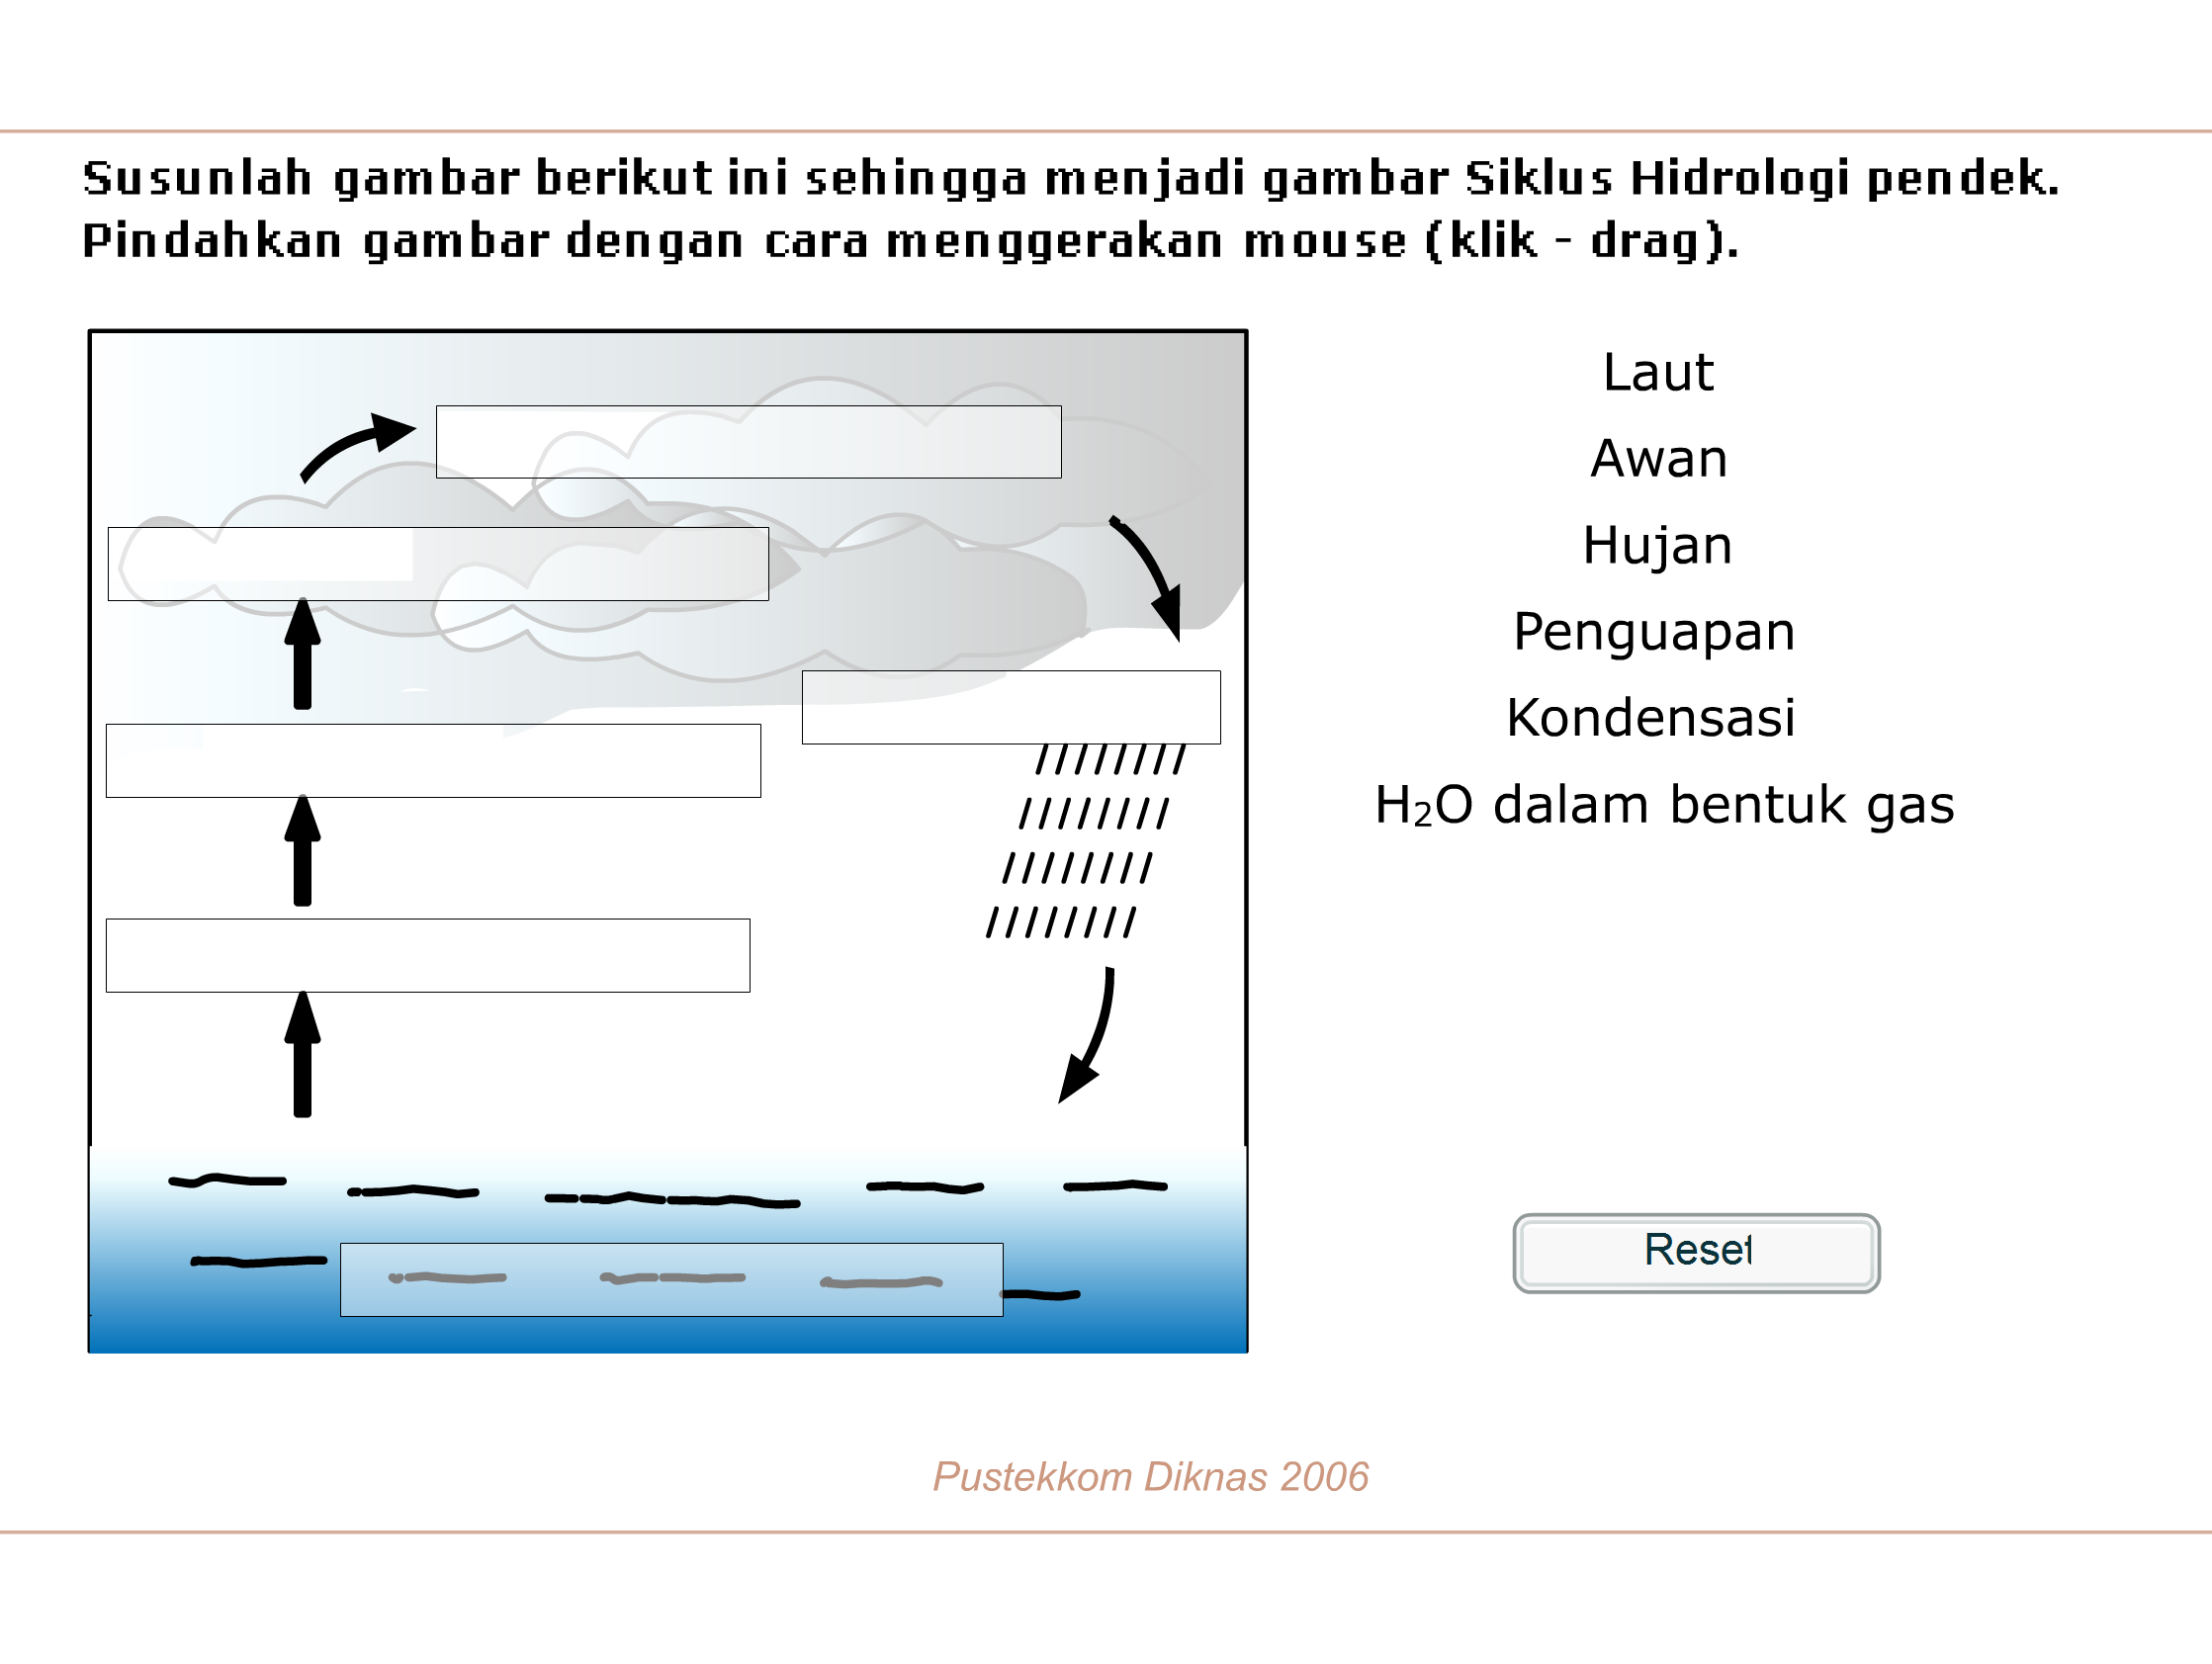 Susunlah gambar berikut ini sehingga menjadi gambar Siklus Hidrologi pendek.
Pindahkan gambar dengan cara menggerakan mouse (klik - drag).
Laut
Awan
Hujan
Penguapan
Kondensasi
H₂O dalam bentuk gas
Reset
Pustekkom Diknas 2006